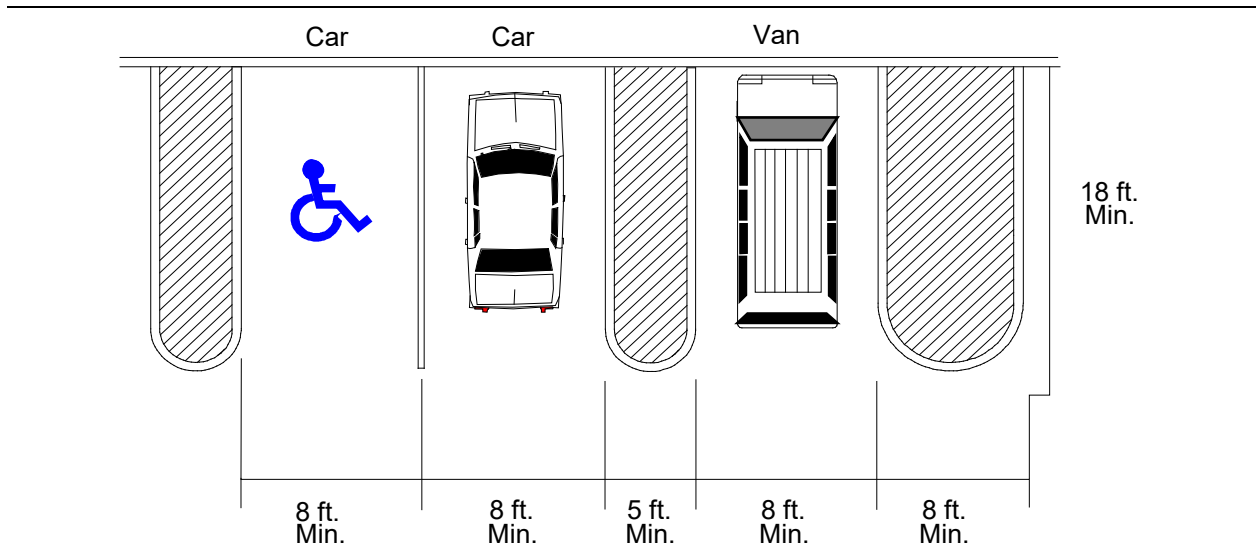 Car Car Van
18 ft.
Min.
8 ft. 8 ft. 5 ft. 8 ft. 8 ft.
Min. Min. Min. Min. Min.